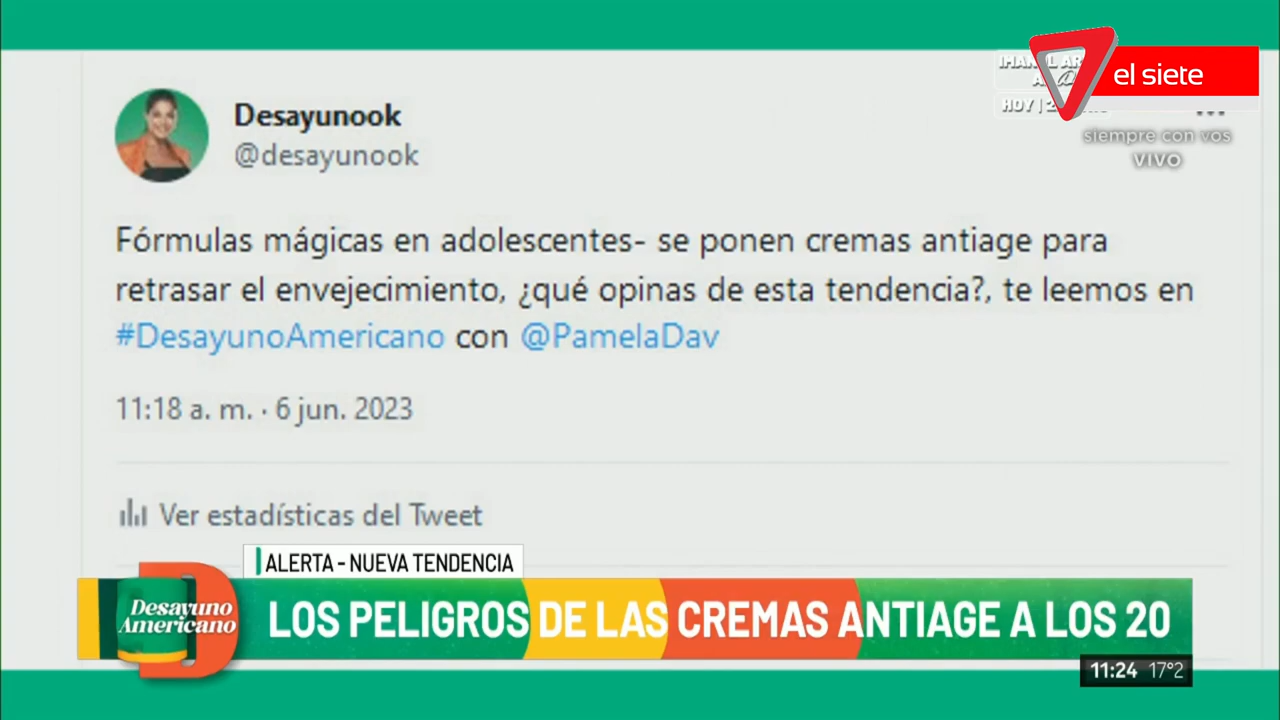 el siete
HOY
siempre con vos
VIVO
Desayunook
@desayunook
Fórmulas mágicas en adolescentes- se ponen cremas antiage para
retrasar el envejecimiento, ¿qué opinas de esta tendencia?, te leemos en
#DesayunoAmericano con @PamelaDav
11:18 a. m. · 6 jun. 2023
Ver estadísticas del Tweet
ALERTA - NUEVA TENDENCIA
Desayuno
Americano
LOS PELIGROS DE LAS CREMAS ANTIAGE A LOS 20
11:24 17°2